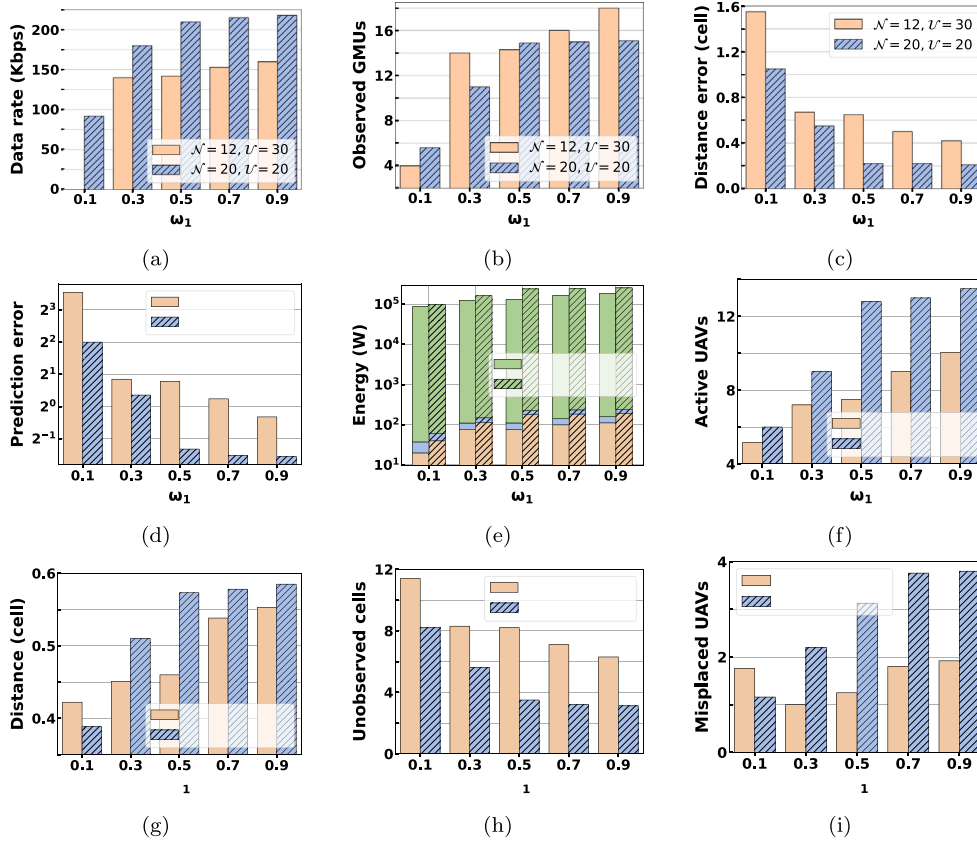 Data rate (Kbps)
225
200
150
100
50
0
0.1 0.3 0.5 0.7 0.9
ω₁
𝒩 = 12, 𝒰 = 30
𝒩 = 20, 𝒰 = 20
(a)
Observed GMUs
16
12
8
4
0.1 0.3 0.5 0.7 0.9
ω₁
𝒩 = 12, 𝒰 = 30
𝒩 = 20, 𝒰 = 20
(b)
Distance error (cell)
1.6
1.2
0.8
0.4
0.0
0.1 0.3 0.5 0.7 0.9
ω₁
𝒩 = 12, 𝒰 = 30
𝒩 = 20, 𝒰 = 20
(c)
Prediction error
2³
2²
2¹
2⁰
2⁻¹
0.1 0.3 0.5 0.7 0.9
ω₁
(d)
Energy (W)
10⁵
10⁴
10³
10²
10¹
0.1 0.3 0.5 0.7 0.9
ω₁
(e)
Active UAVs
12
8
4
0.1 0.3 0.5 0.7 0.9
ω₁
(f)
Distance (cell)
0.6
0.5
0.4
0.1 0.3 0.5 0.7 0.9
1
(g)
Unobserved cells
12
8
4
0
0.1 0.3 0.5 0.7 0.9
1
(h)
Misplaced UAVs
4
2
0
0.1 0.3 0.5 0.7 0.9
1
(i)